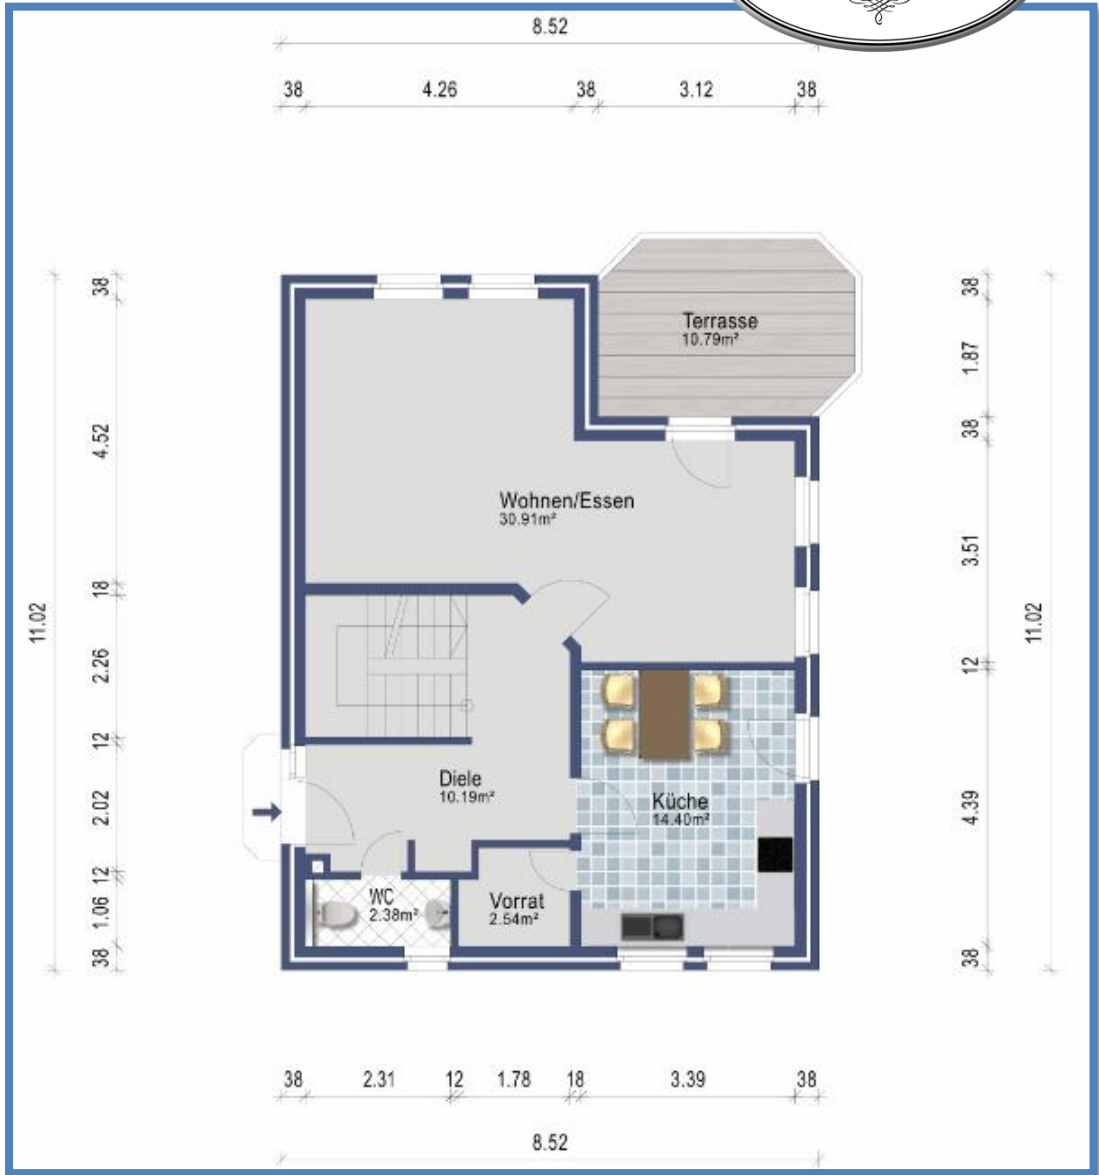 8.52
38 4.26 38 3.12 38
38
4.52
18
2.26
12
2.02
12
1.06
38
11.02
38
1.87
38
3.51
12
4.39
38
11.02
Terrasse
10.79m²
Wohnen/Essen
30.91m²
Diele
10.19m²
Küche
14.40m²
WC
2.38m²
Vorrat
2.54m²
38 2.31 12 1.78 18 3.39 38
8.52